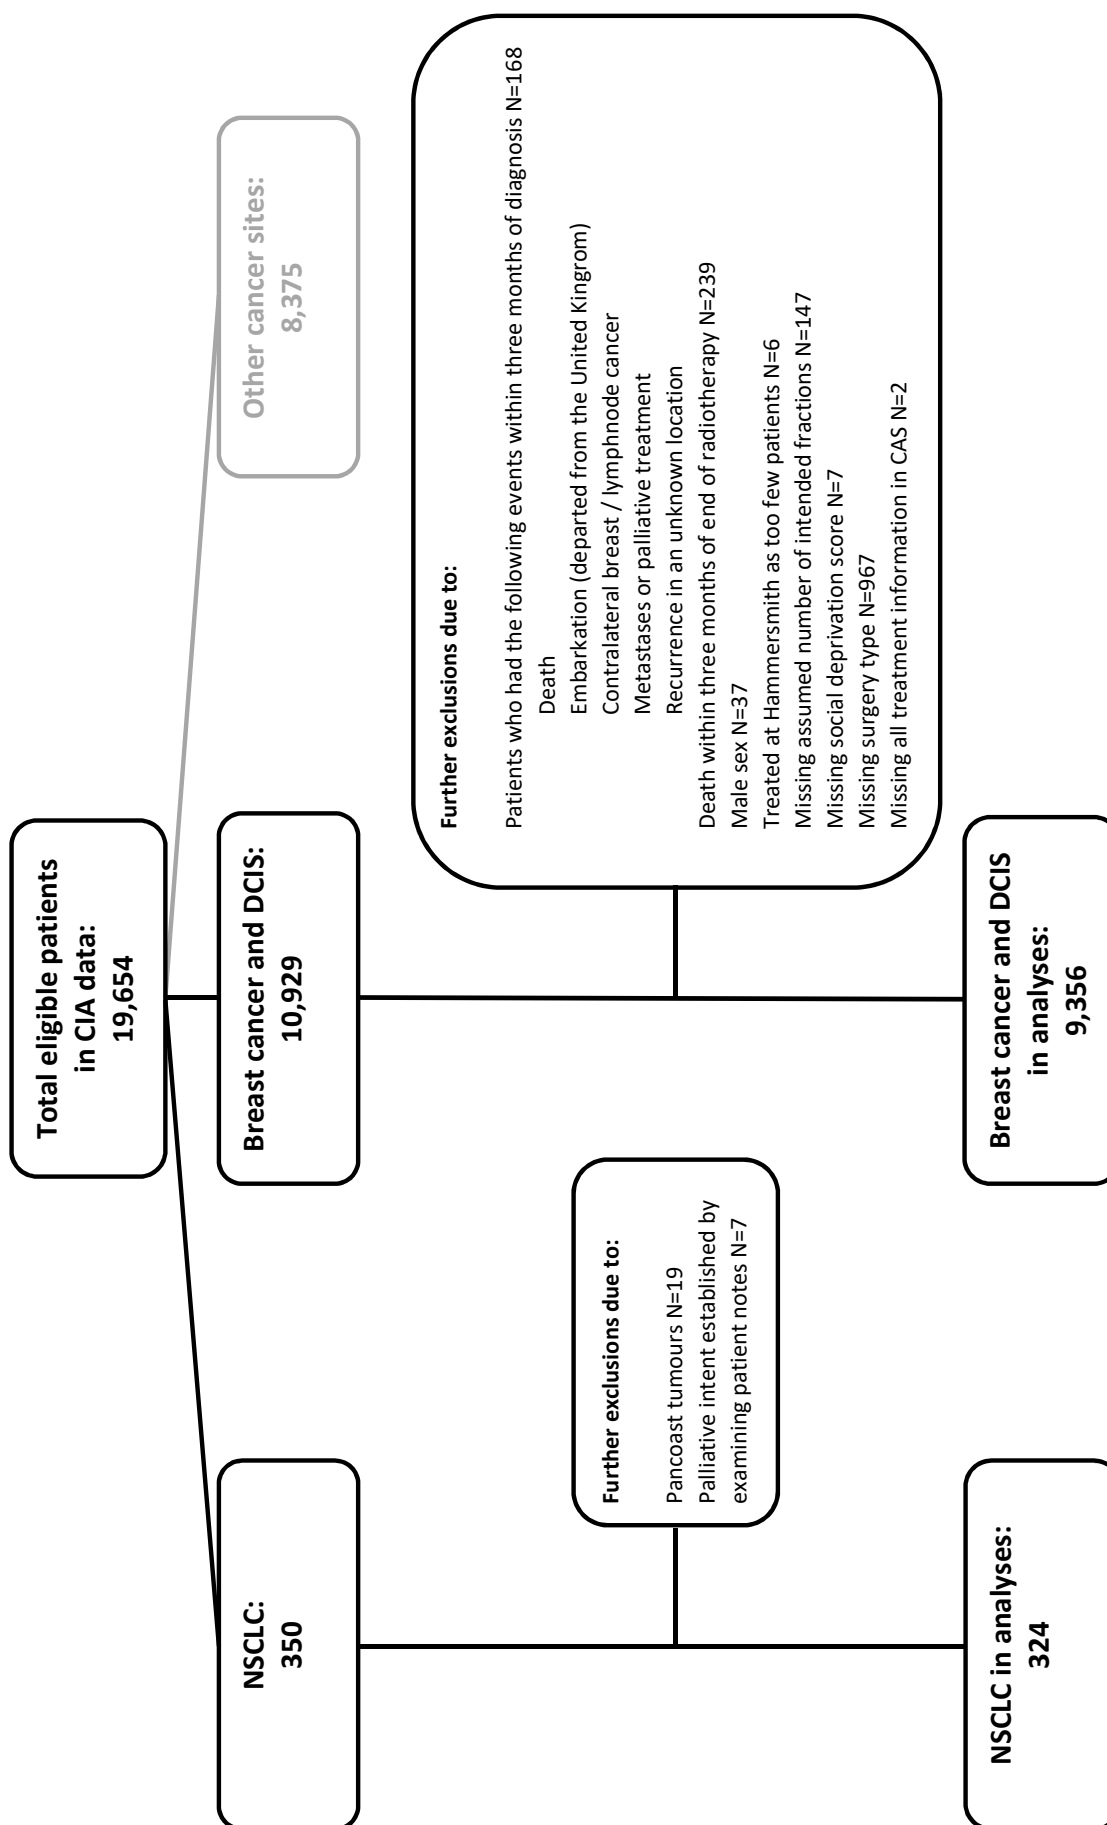 Total eligible patients
in CIA data:
19,654
NSCLC:
350
Breast cancer and DCIS:
10,929
Other cancer sites:
8,375
Further exclusions due to:
Pancoast tumours N=19
Palliative intent established by
examining patient notes N=7
Further exclusions due to:
Patients who had the following events within three months of diagnosis N=168
Death
Embarkation (departed from the United Kingrom)
Contralateral breast / lymphnode cancer
Metastases or palliative treatment
Recurrence in an unknown location
Death within three months of end of radiotherapy N=239
Male sex N=37
Treated at Hammersmith as too few patients N=6
Missing assumed number of intended fractions N=147
Missing social deprivation score N=7
Missing surgery type N=967
Missing all treatment information in CAS N=2
NSCLC in analyses:
324
Breast cancer and DCIS
in analyses:
9,356